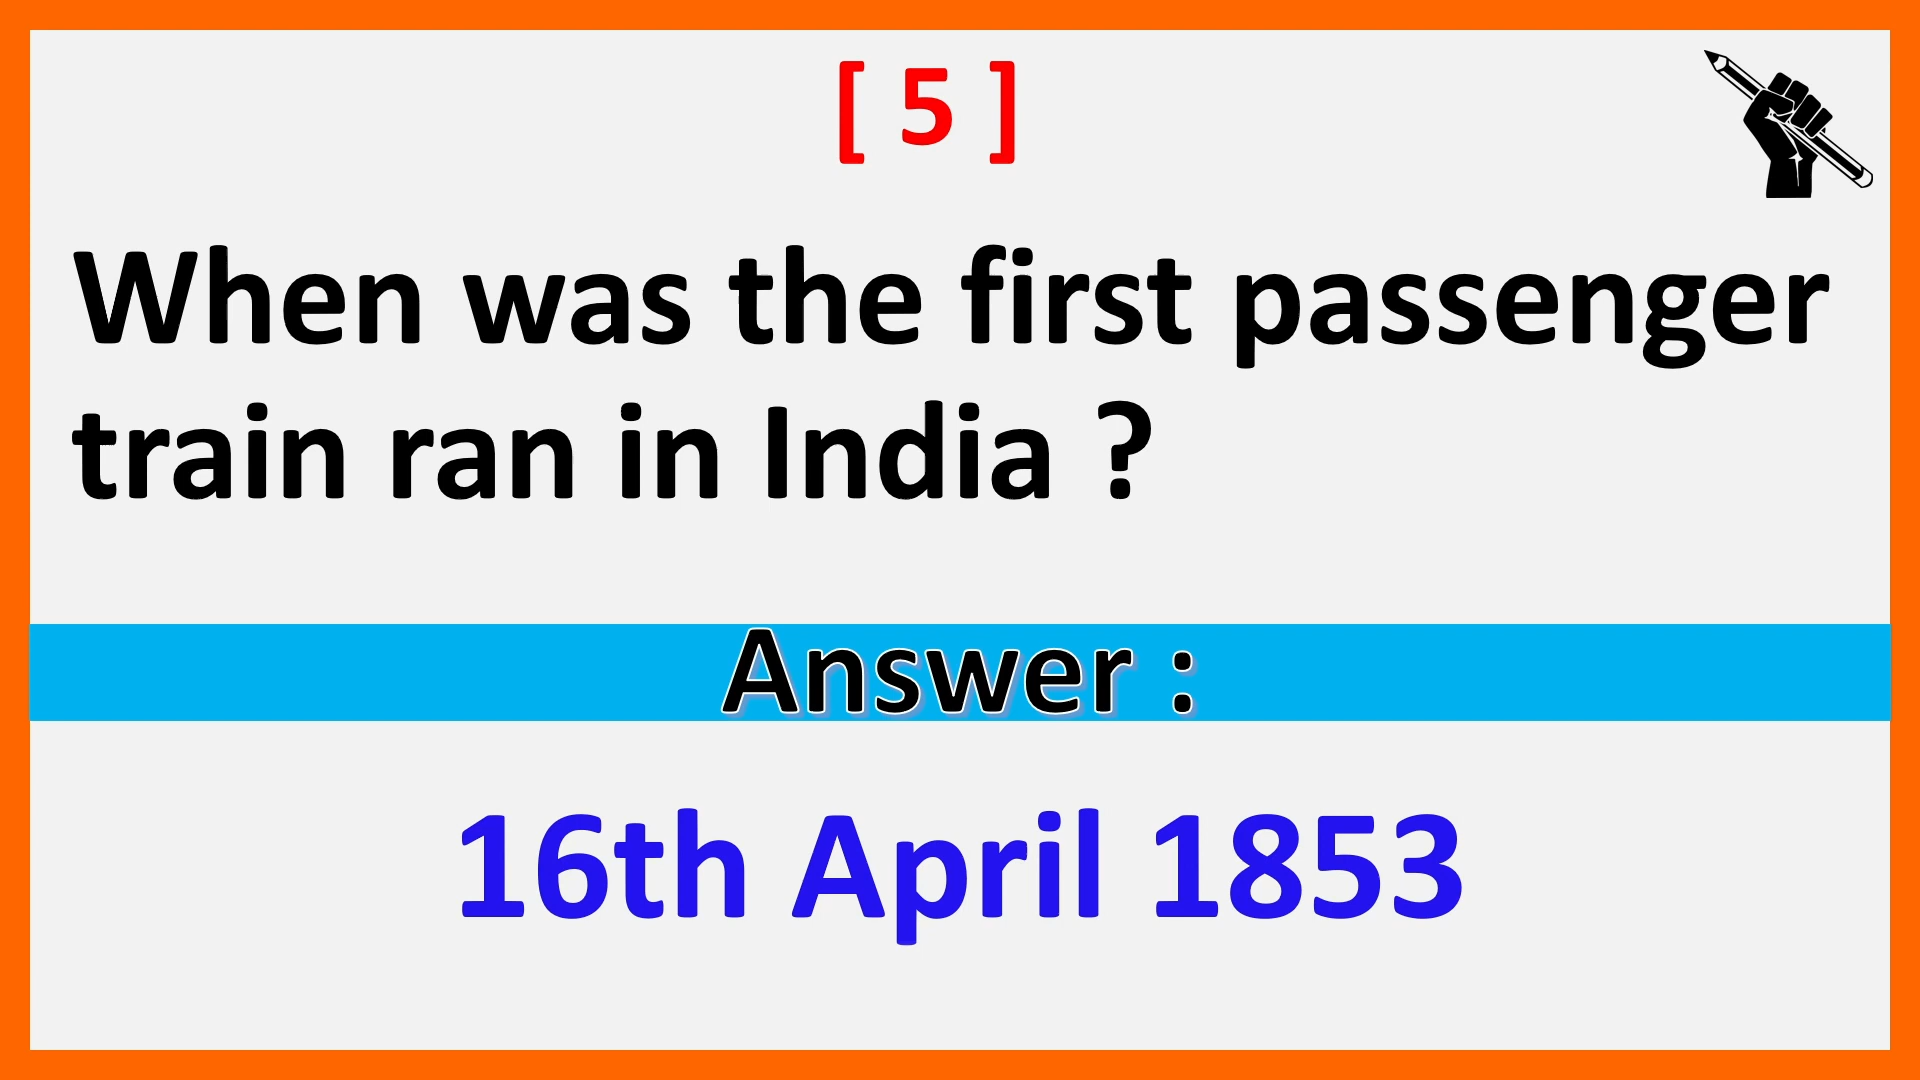 [ 5 ]
When was the first passenger
train ran in India ?
Answer :
16th April 1853